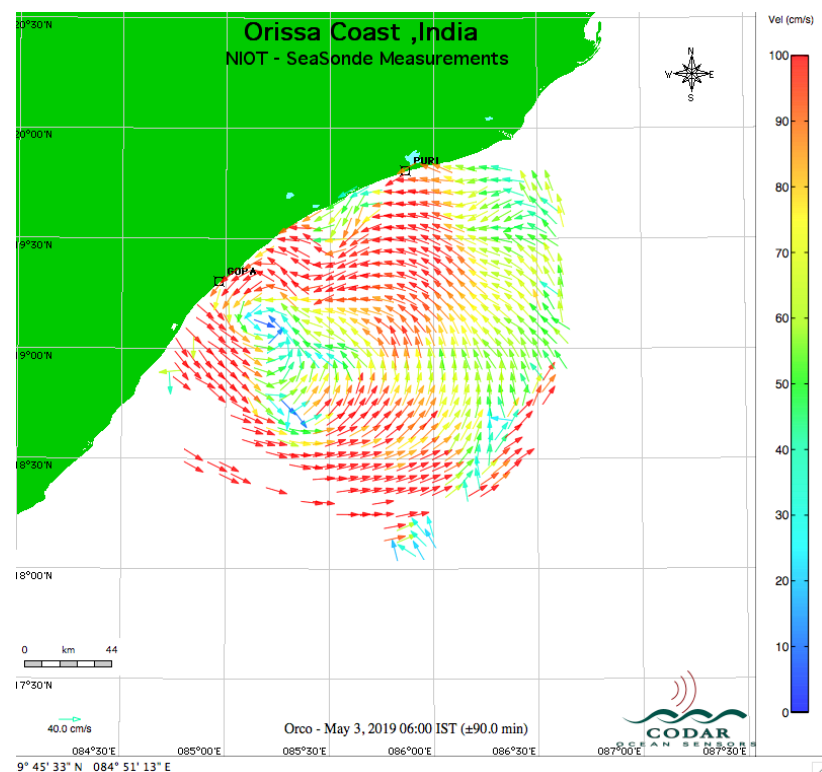 Orissa Coast ,India
NIOT - SeaSonde Measurements
Vel (cm/s)
N
W E
S
100
90
80
70
60
50
40
30
20
10
0
20°30'N
20°00'N
19°30'N
19°00'N
18°30'N
18°00'N
17°30'N
PURI
GOPA
0 km 44
40.0 cm/s
Orco - May 3, 2019 06:00 IST (±90.0 min)
CODAR
OCEAN SENSORS
084°30'E 085°00'E 085°30'E 086°00'E 086°30'E 087°00'E 087°30'E
9° 45' 33" N 084° 51' 13" E